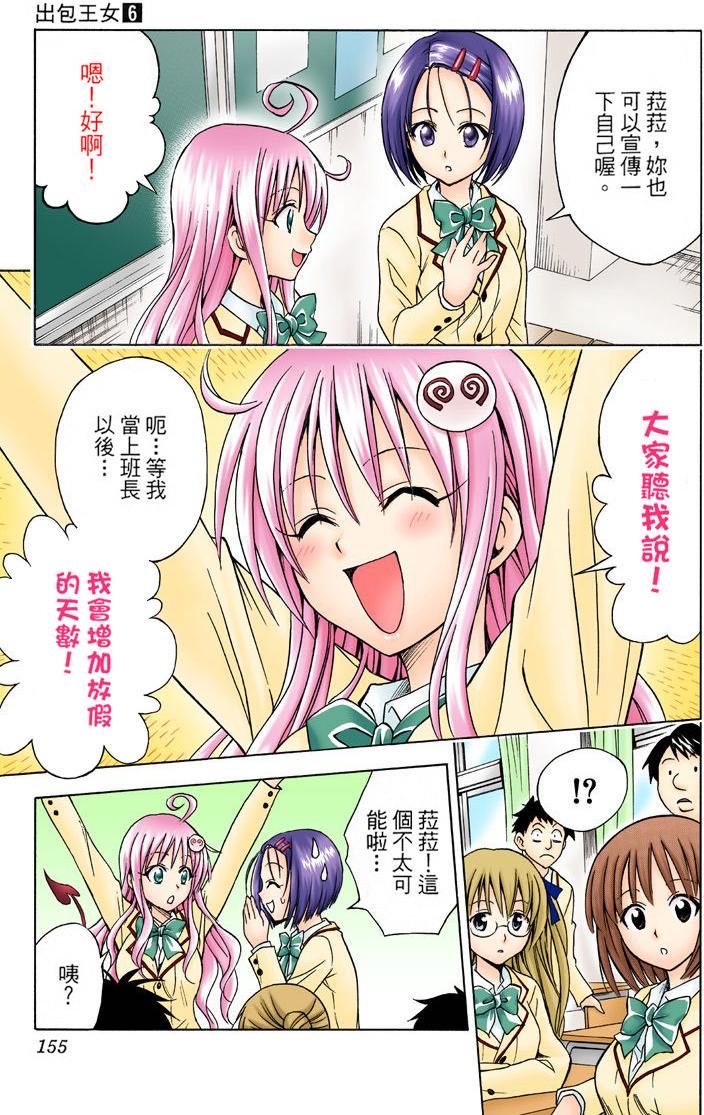 出包王女6
菈菈，妳也
可以宣傳一
下自己喔。
嗯！好啊！
大家聽我說！
呃…等我
當上班長
以後…
我會增加放假
的天數！
!?
菈菈！這
個不太可
能啦…
咦？
155